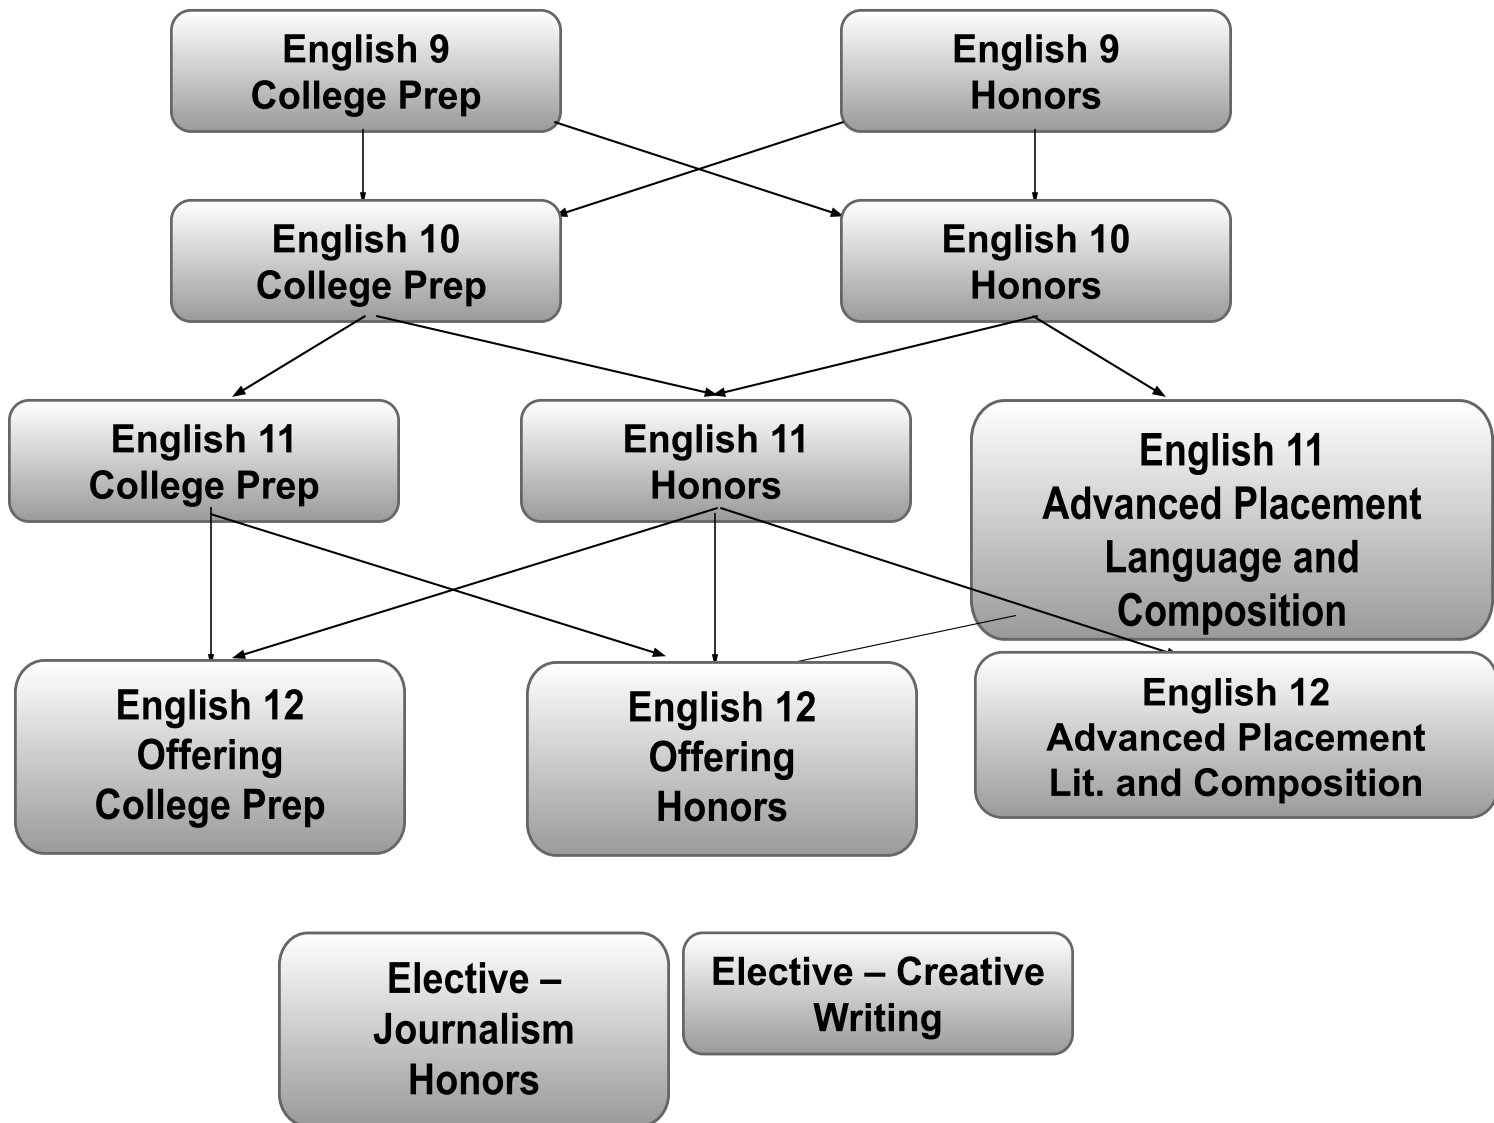 English 9
College Prep
English 9
Honors
English 10
College Prep
English 10
Honors
English 11
College Prep
English 11
Honors
English 11
Advanced Placement
Language and
Composition
English 12
Offering
College Prep
English 12
Offering
Honors
English 12
Advanced Placement
Lit. and Composition
Elective –
Journalism
Honors
Elective – Creative
Writing